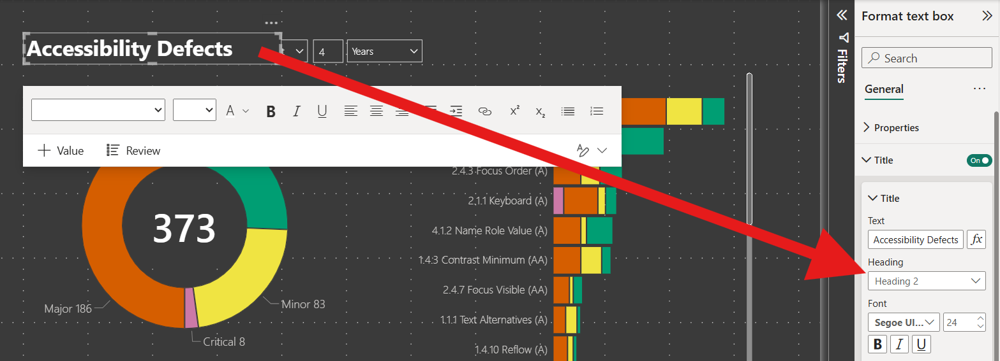 Accessibility Defects
t
4
Years
A
B
I
U
x²
x₂
Value
Review
A
373
Major 186
Minor 83
Critical 8
2.4.3 Focus Order (A)
2.1.1 Keyboard (A)
4.1.2 Name Role Value (A)
1.4.3 Contrast Minimum (AA)
2.4.7 Focus Visible (AA)
1.1.1 Text Alternatives (A)
1.4.10 Reflow (A)
Filters
Format text box
Search
General
Properties
Title
On
Title
Text
Accessibility Defects
fx
Heading
Heading 2
Font
Segoe UI...
24
B
I
U